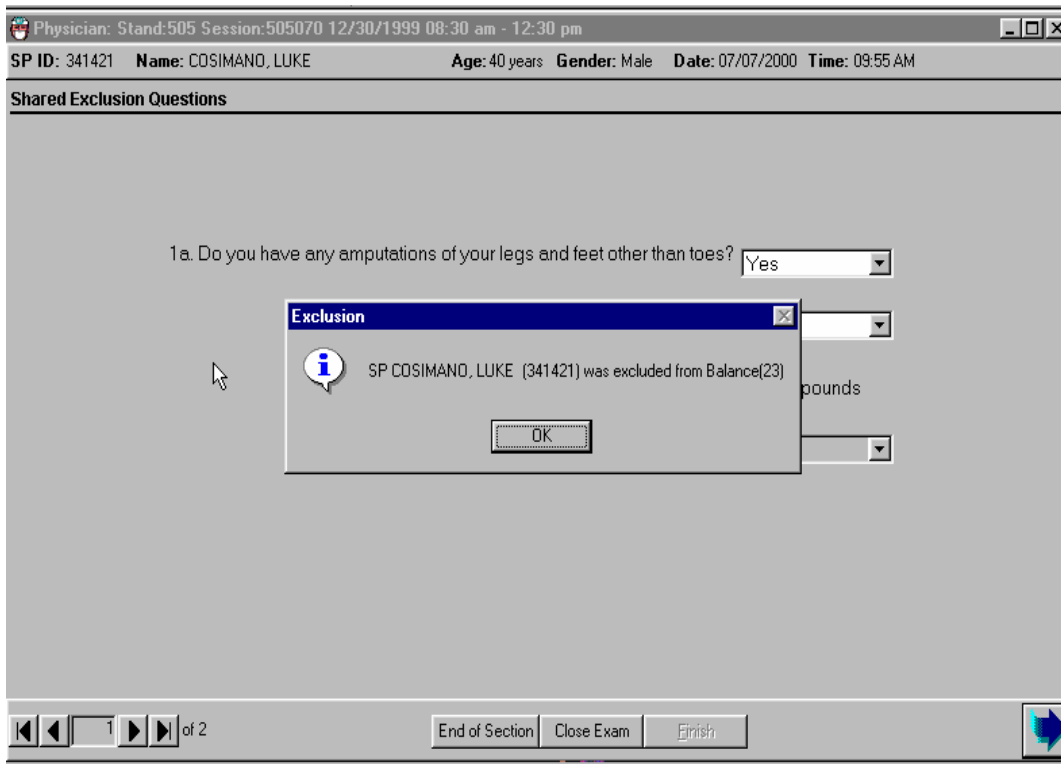 Physician: Stand:505 Session:505070 12/30/1999 08:30 am - 12:30 pm
SP ID: 341421 Name: COSIMANO, LUKE Age: 40 years Gender: Male Date: 07/07/2000 Time: 09:55 AM
Shared Exclusion Questions
1a. Do you have any amputations of your legs and feet other than toes? Yes
Exclusion
SP COSIMANO, LUKE (341421) was excluded from Balance(23)
pounds
OK
1 of 2 End of Section Close Exam Finish